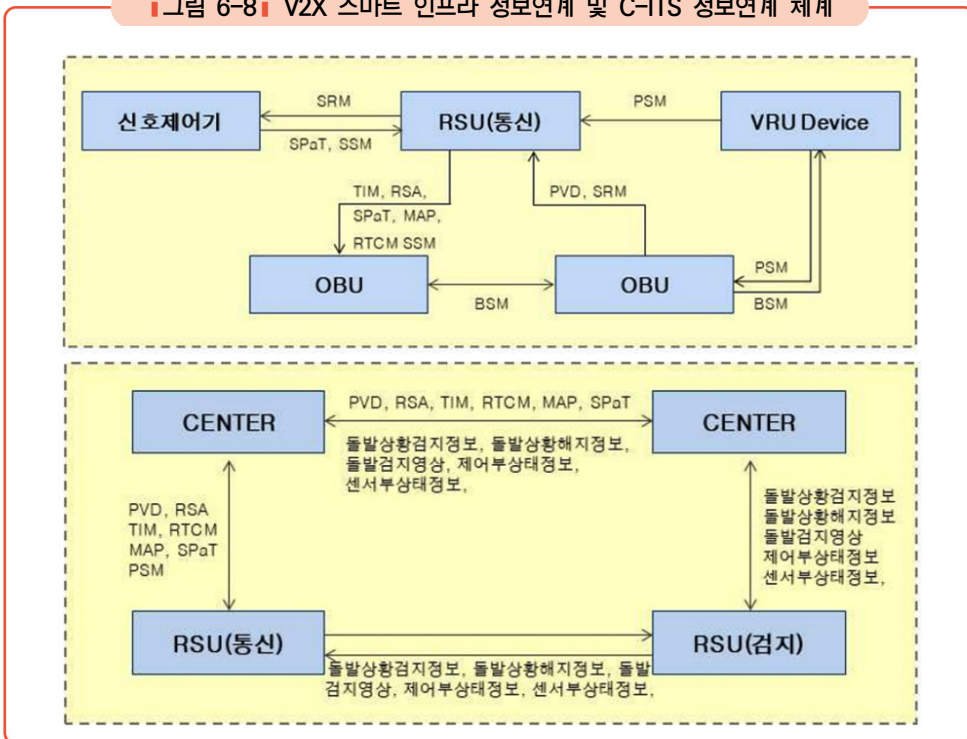 ▮그림 6-8▮ V2X 스마트 인프라 정보연계 및 C-ITS 정보연계 체계
신호제어기
SRM
SPaT, SSM
RSU(통신)
PSM
VRU Device
TIM, RSA,
SPaT, MAP,
RTCM SSM
PVD, SRM
OBU
BSM
OBU
PSM
BSM
CENTER
PVD, RSA, TIM, RTCM, MAP, SPaT
돌발상황검지정보, 돌발상황해지정보,
돌발검지영상, 제어부상태정보,
센서부상태정보,
CENTER
PVD, RSA
TIM, RTCM
MAP, SPaT
PSM
돌발상황검지정보
돌발상황해지정보
돌발검지영상
제어부상태정보
센서부상태정보,
RSU(통신)
돌발상황검지정보, 돌발상황해지정보, 돌발
검지영상, 제어부상태정보, 센서부상태정보,
RSU(검지)